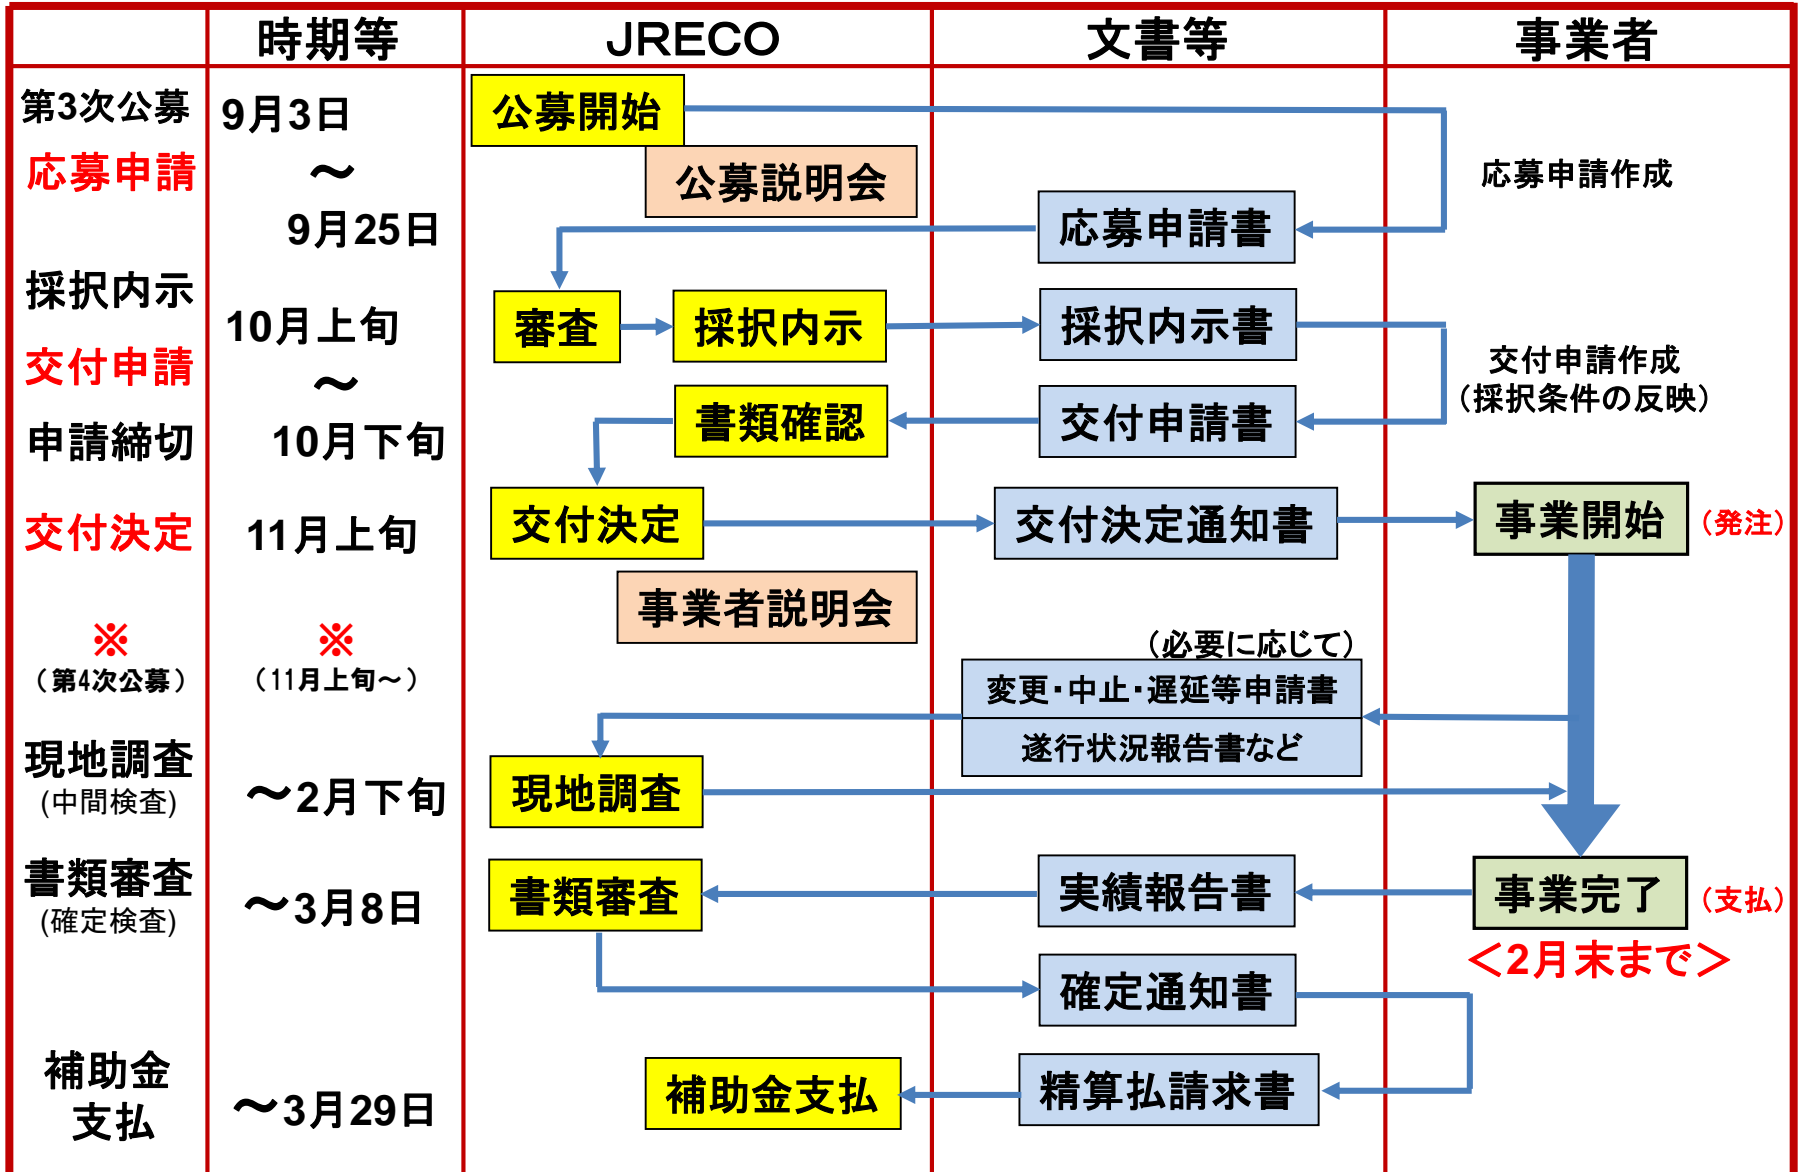 時期等
JRECO
文書等
事業者
第3次公募
9月3日
公募開始
応募申請
～
公募説明会
応募申請作成
9月25日
応募申請書
採択内示
10月上旬
審査
採択内示
採択内示書
交付申請
～
交付申請作成
（採択条件の反映）
申請締切
10月下旬
書類確認
交付申請書
交付決定
11月上旬
交付決定
交付決定通知書
事業開始
（発注）
事業者説明会
※
※
（第4次公募）
（11月上旬～）
（必要に応じて）
変更・中止・遅延等申請書
遂行状況報告書など
現地調査
(中間検査)
～2月下旬
現地調査
書類審査
(確定検査)
～3月8日
書類審査
実績報告書
事業完了
（支払）
＜2月末まで＞
確定通知書
補助金
支払
～3月29日
補助金支払
精算払請求書